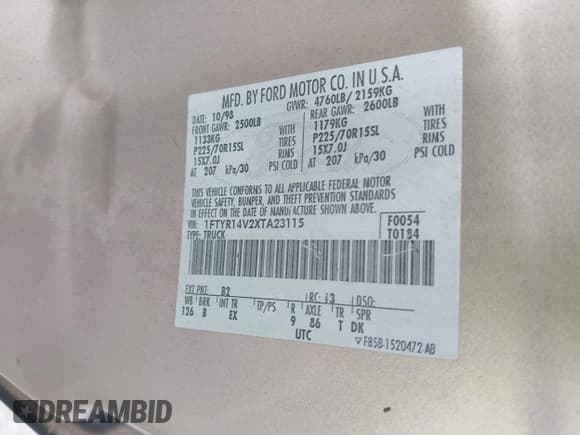 MFD. BY FORD MOTOR CO. IN U.S.A.
DATE: 10/98 GVWR: 4760LB/ 2159KG
FRONT GAWR: 2500LB REAR GAWR: 2600LB
1133KG WITH 1179KG WITH
P225/70R15SL TIRES P225/70R15SL TIRES
15X7.0J RIMS 15X7.0J RIMS
AT 207 kPa/30 PSI COLD AT 207 kPa/30 PSI COLD
THIS VEHICLE CONFORMS TO ALL APPLICABLE FEDERAL MOTOR
VEHICLE SAFETY, BUMPER, AND THEFT PREVENTION STANDARDS
IN EFFECT ON THE DATE OF MANUFACTURE SHOWN ABOVE.
VIN: 1FTYR14V2XTA23115 F0054
TYPE: TRUCK T0184
EXT PNT: B2 RC: 13 DSO:
WB BRK INT TR TP/PS R AXLE TR SPR
126 B EX 9 86 T DK
UTC
F85B-1520472-AB
DREAMBID